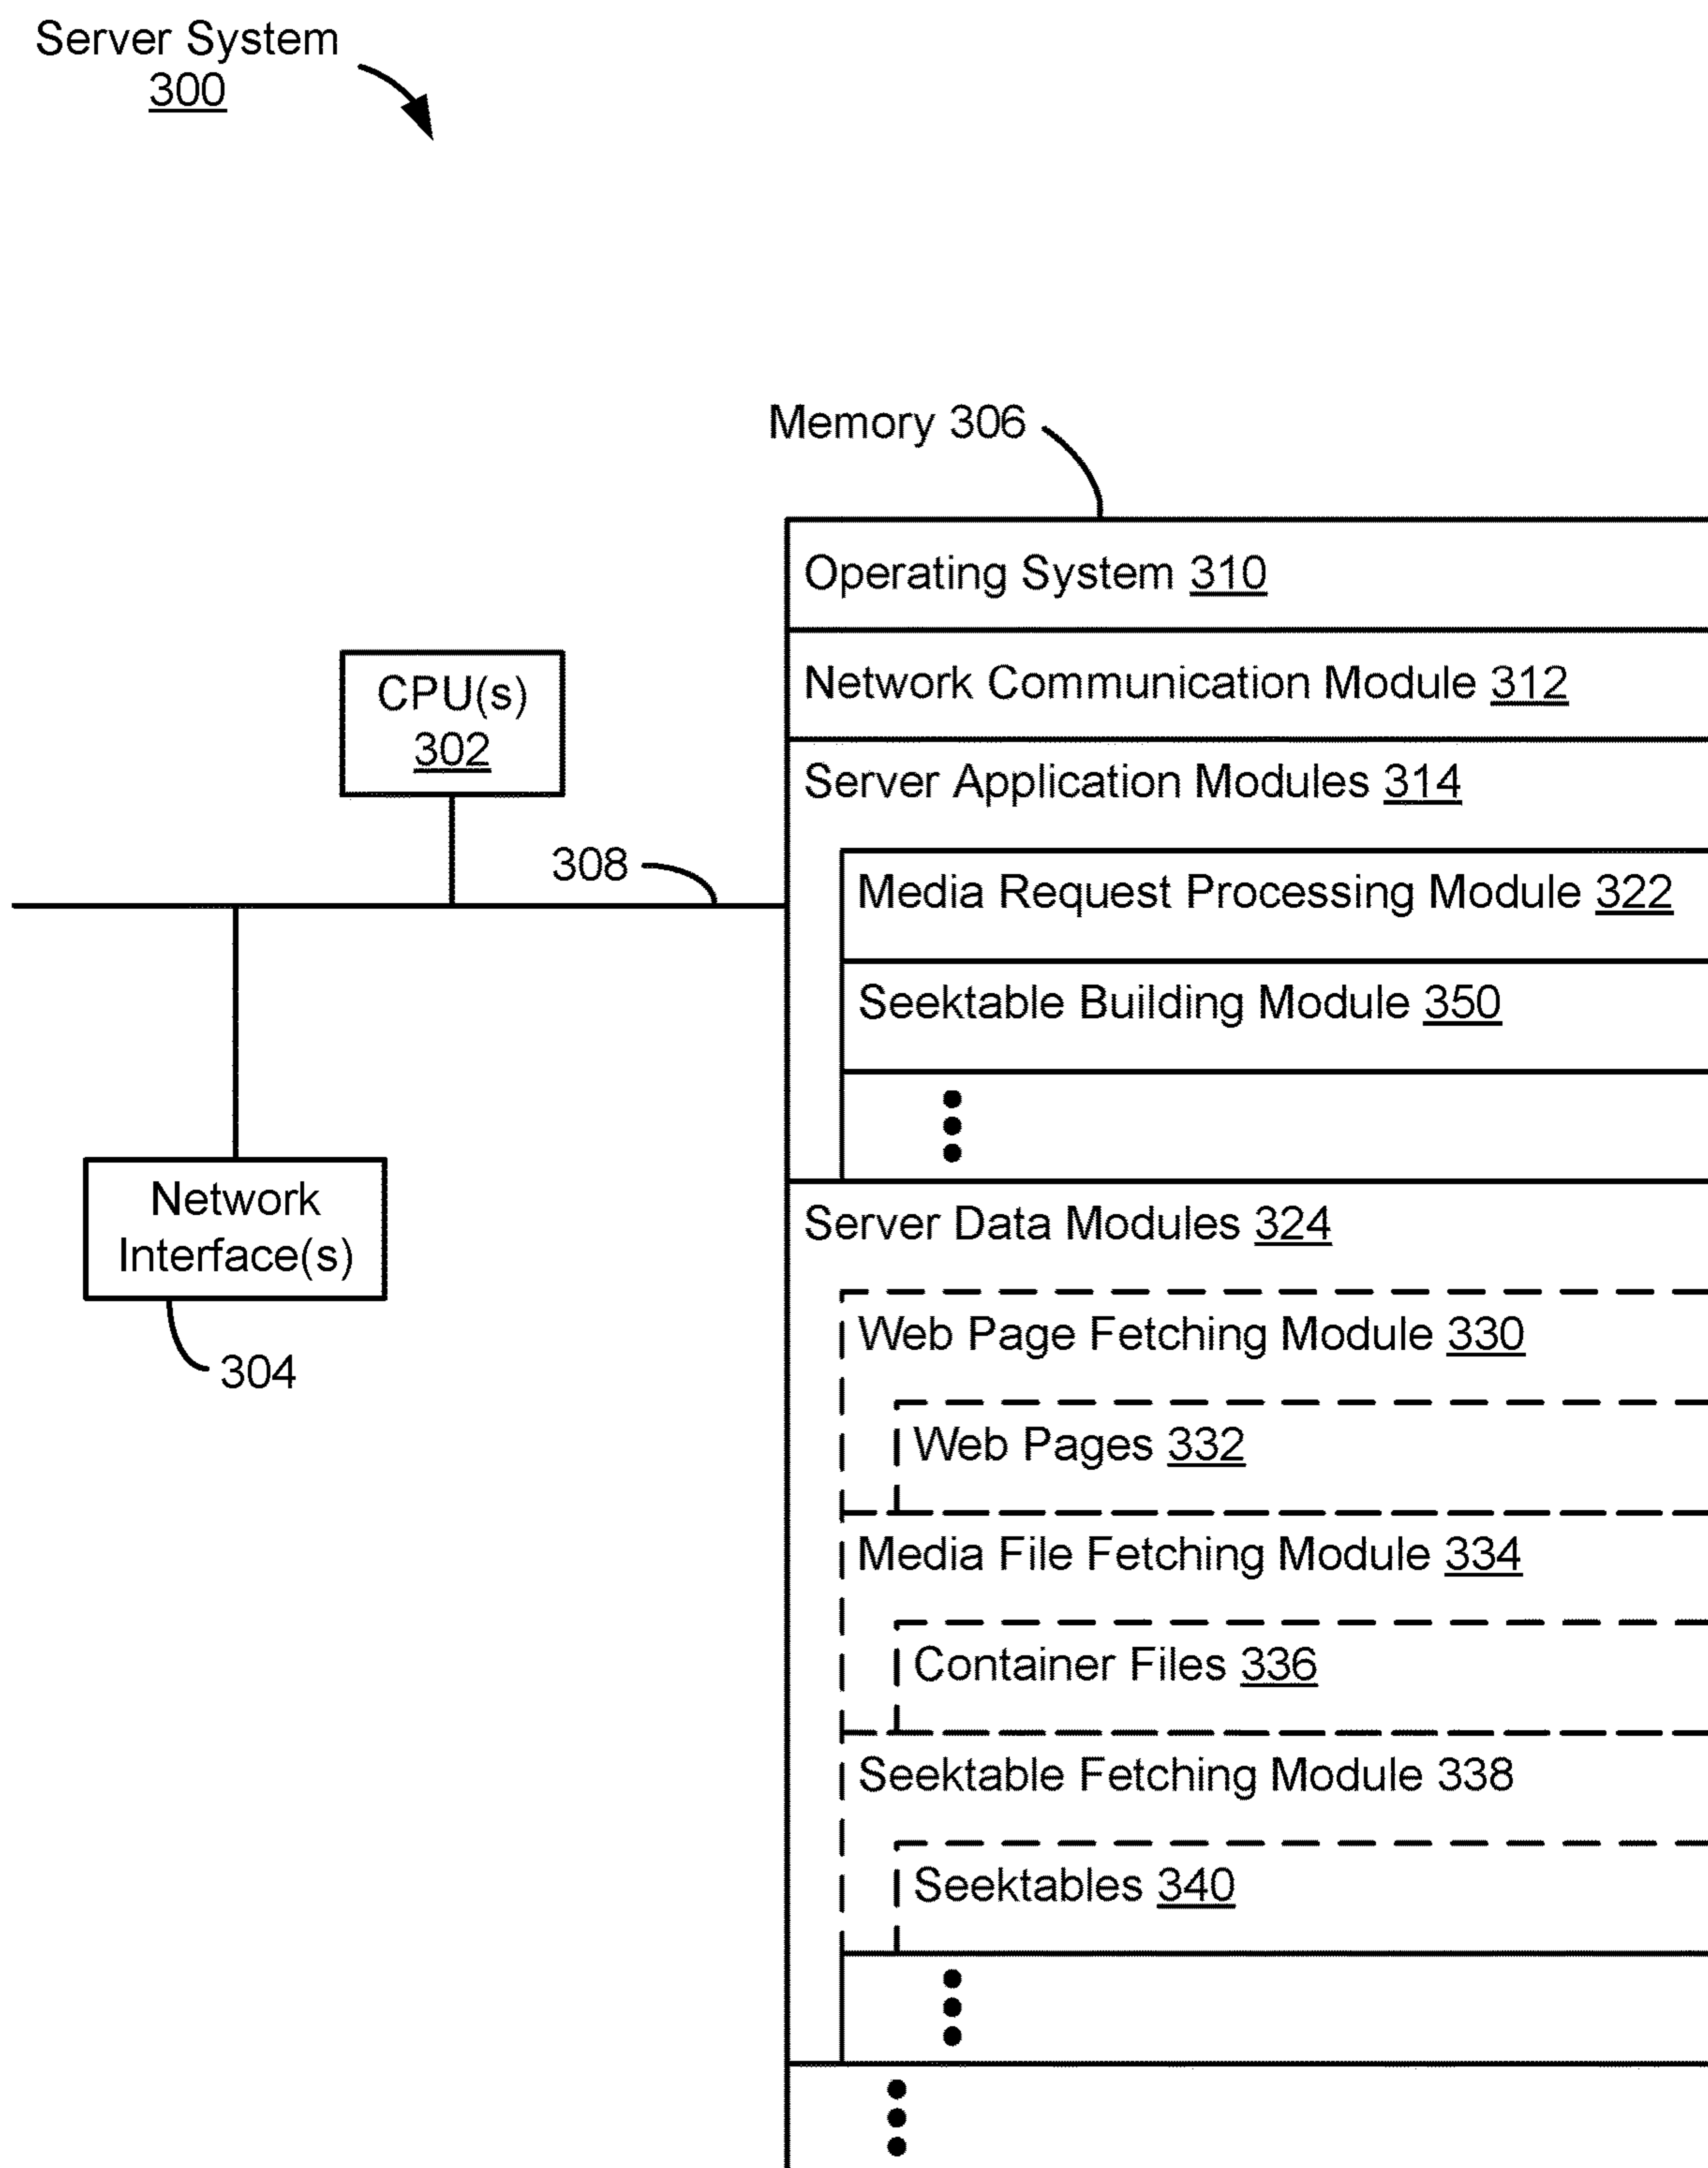 Server System
300
Memory 306
Operating System 310
CPU(s)
302
Network Communication Module 312
Server Application Modules 314
308
Media Request Processing Module 322
Seektable Building Module 350
Network
Interface(s)
304
Server Data Modules 324
Web Page Fetching Module 330
Web Pages 332
Media File Fetching Module 334
Container Files 336
Seektable Fetching Module 338
Seektables 340